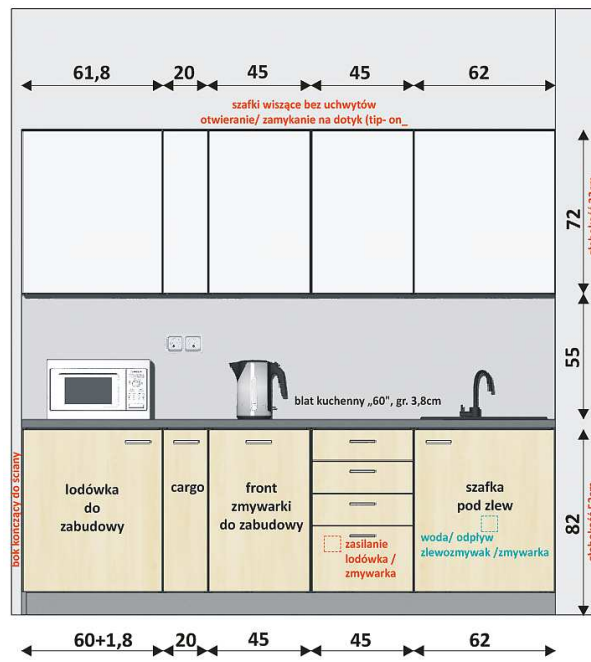 61,8 20 45 45 62
szafki wiszące bez uchwytów
otwieranie/ zamykanie na dotyk (tip- on_
72
55
blat kuchenny „60", gr. 3,8cm
bok kończący do ściany
lodówka
do
zabudowy
cargo
front
zmywarki
do zabudowy
zasilanie
lodówka /
zmywarka
szafka
pod zlew
woda/ odpływ
zlewozmywak /zmywarka
82
60+1,8 20 45 45 62